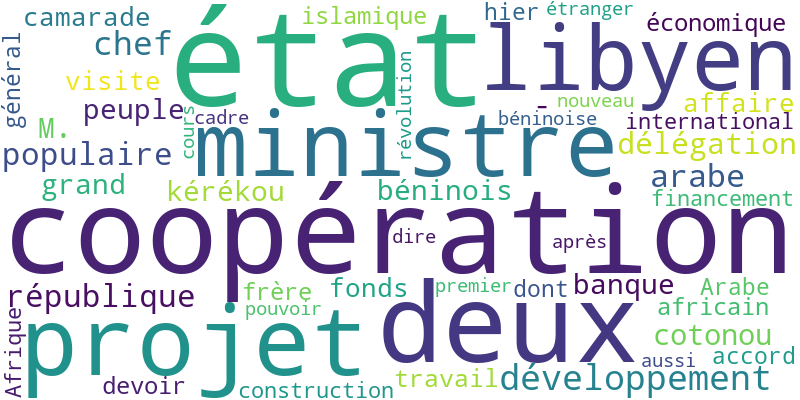 camarade
islamique
hier
étranger
économique
chef
état
libyen
général
visite
peuple
cadre
révolution
nouveau
affaire
M.
cours
ministre
-
béninoise
international
populaire
délégation
grand
kérékou
béninois
arabe
financement
coopération
dire
après
république
frère
fonds
premier
dont
banque
Arabe
pouvoir
africain
Afrique
projet
deux
cotonou
devoir
construction
travail
développement
aussi
accord